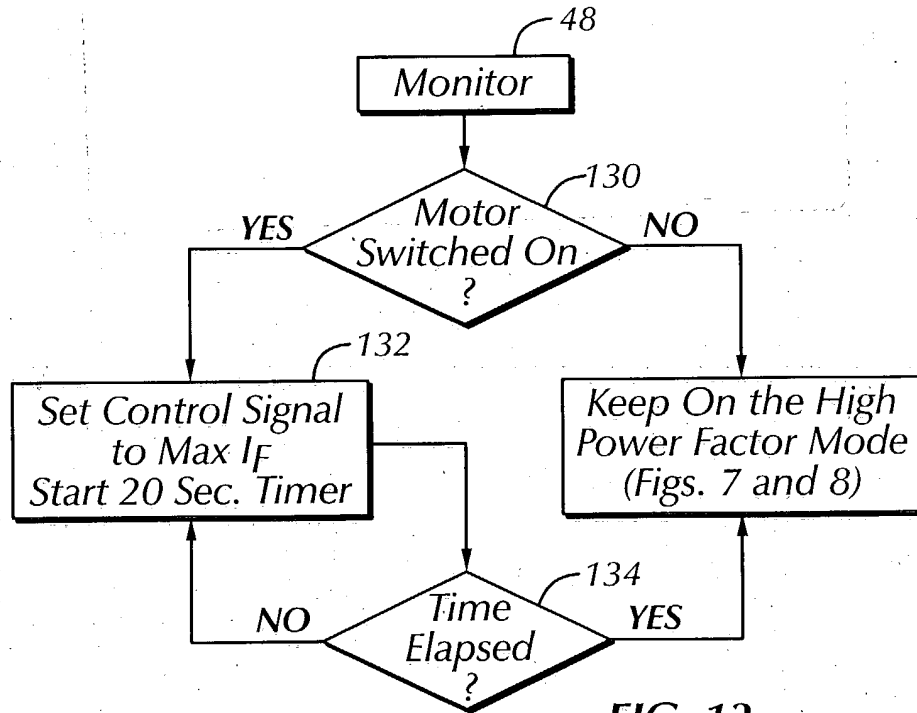 48
Monitor
130
Motor
Switched On
?
YES
NO
132
Set Control Signal
to Max IF
Start 20 Sec. Timer
Keep On the High
Power Factor Mode
(Figs. 7 and 8)
134
Time
Elapsed
?
NO
YES